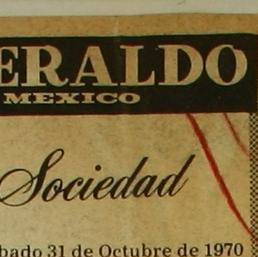 ERALDO
MEXICO
Sociedad
bado 31 de Octubre de 1970